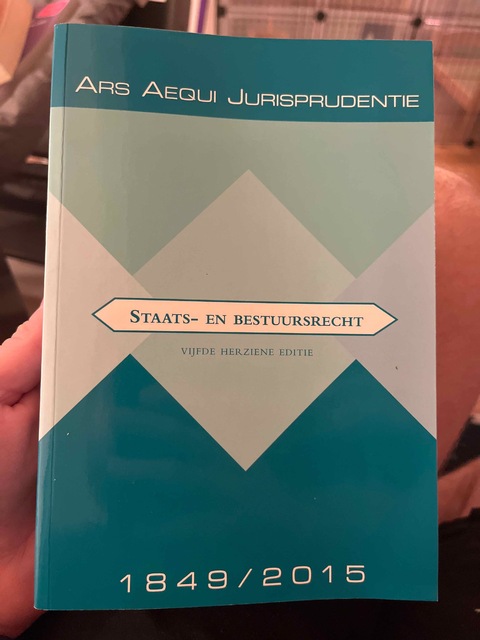 Ars Aequi Jurisprudentie
Staats- en bestuursrecht
vijfde herziene editie
1849/2015